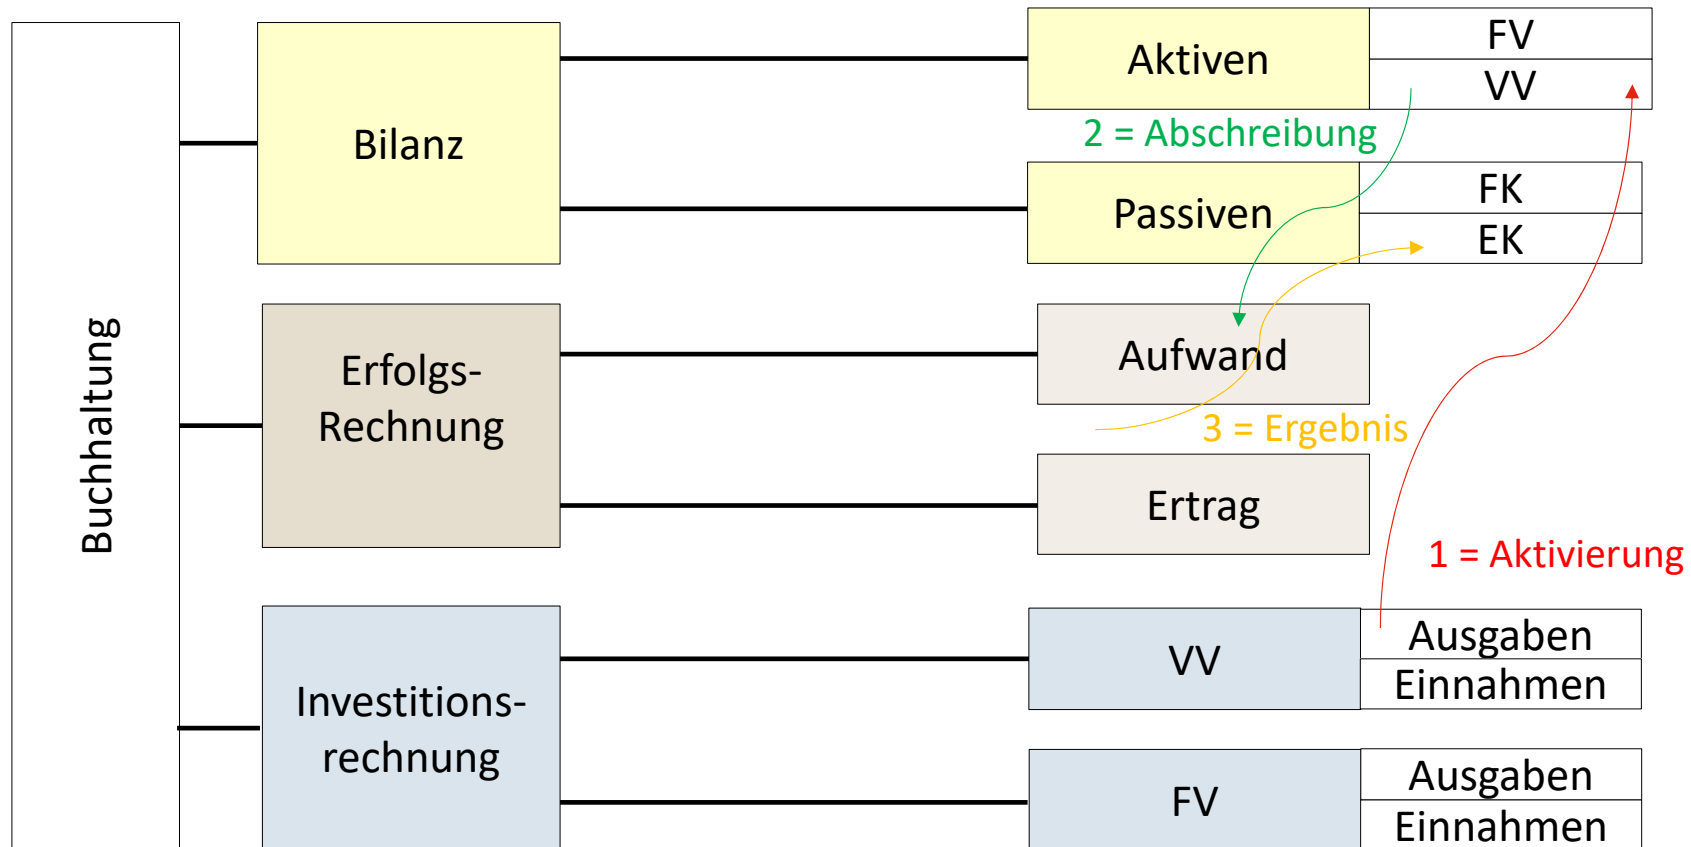 Buchhaltung
Bilanz
Aktiven
FV
VV
2 = Abschreibung
Passiven
FK
EK
Erfolgs-
Rechnung
Aufwand
3 = Ergebnis
Ertrag
1 = Aktivierung
Investitions-
rechnung
VV
Ausgaben
Einnahmen
FV
Ausgaben
Einnahmen